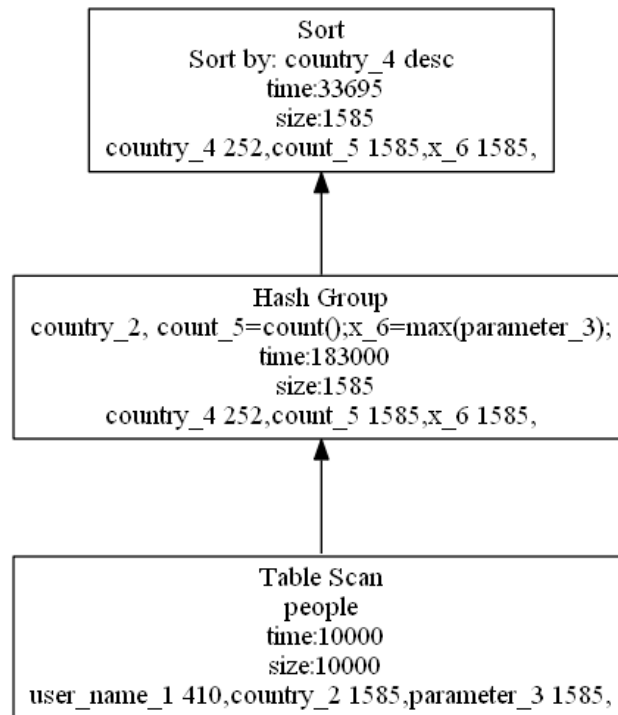 Sort
Sort by: country_4 desc
time:33695
size:1585
country_4 252,count_5 1585,x_6 1585,
Hash Group
country_2, count_5=count();x_6=max(parameter_3);
time:183000
size:1585
country_4 252,count_5 1585,x_6 1585,
Table Scan
people
time:10000
size:10000
user_name_1 410,country_2 1585,parameter_3 1585,